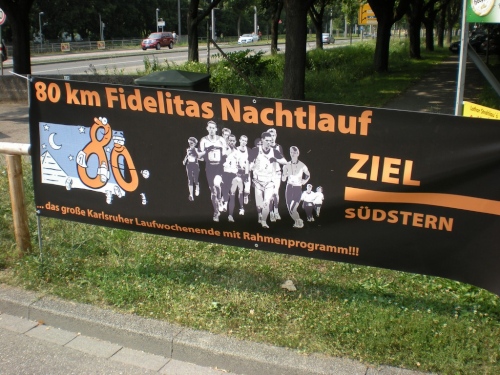 80 km Fidelitas Nachtlauf
80
ZIEL
SÜDSTERN
... das große Karlsruher Laufwochenende mit Rahmenprogramm!!!